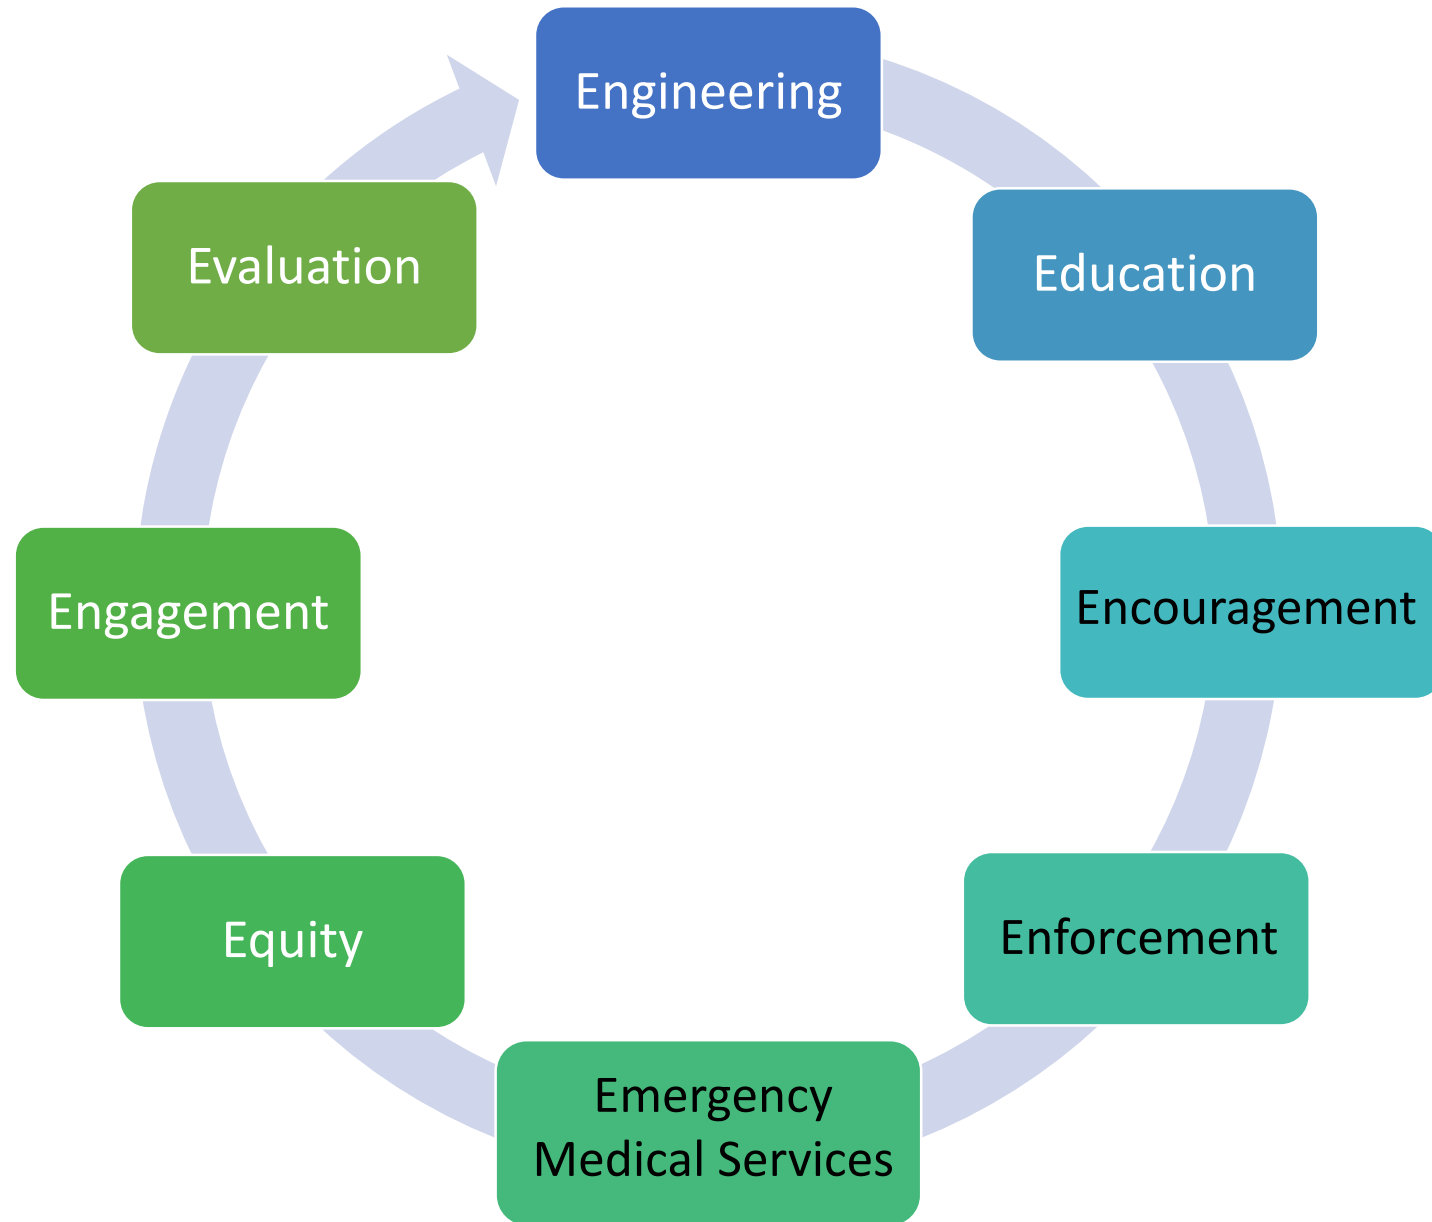 Engineering
Education
Encouragement
Enforcement
Emergency
Medical Services
Equity
Engagement
Evaluation